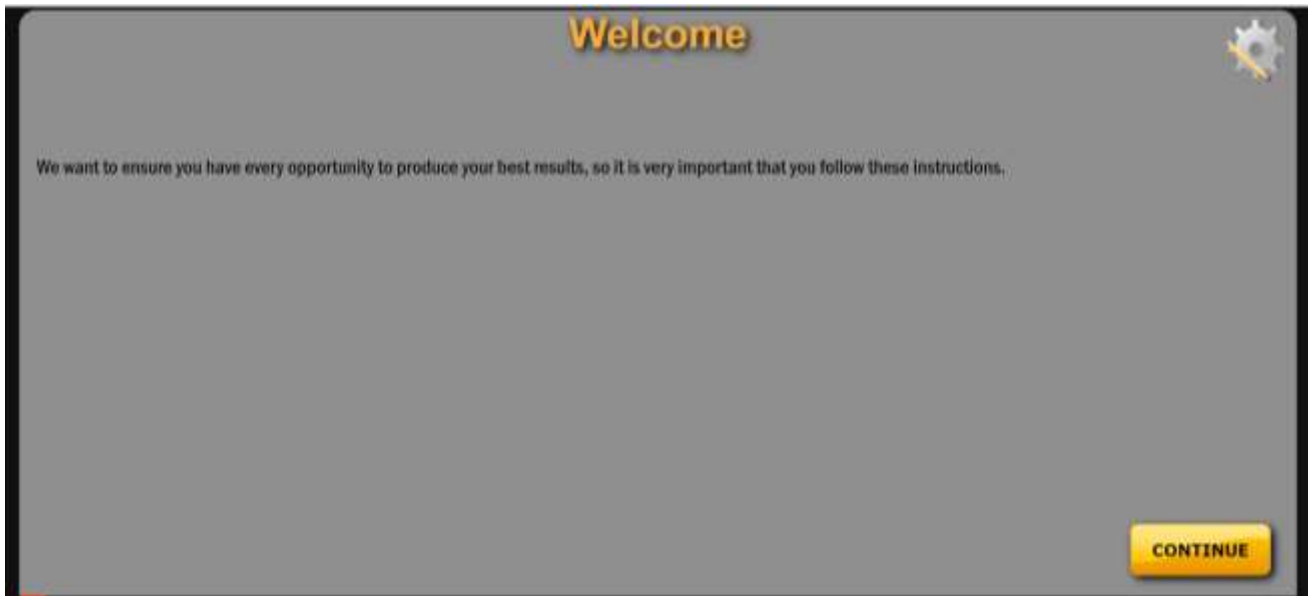 Welcome
We want to ensure you have every opportunity to produce your best results, so it is very important that you follow these instructions.
CONTINUE